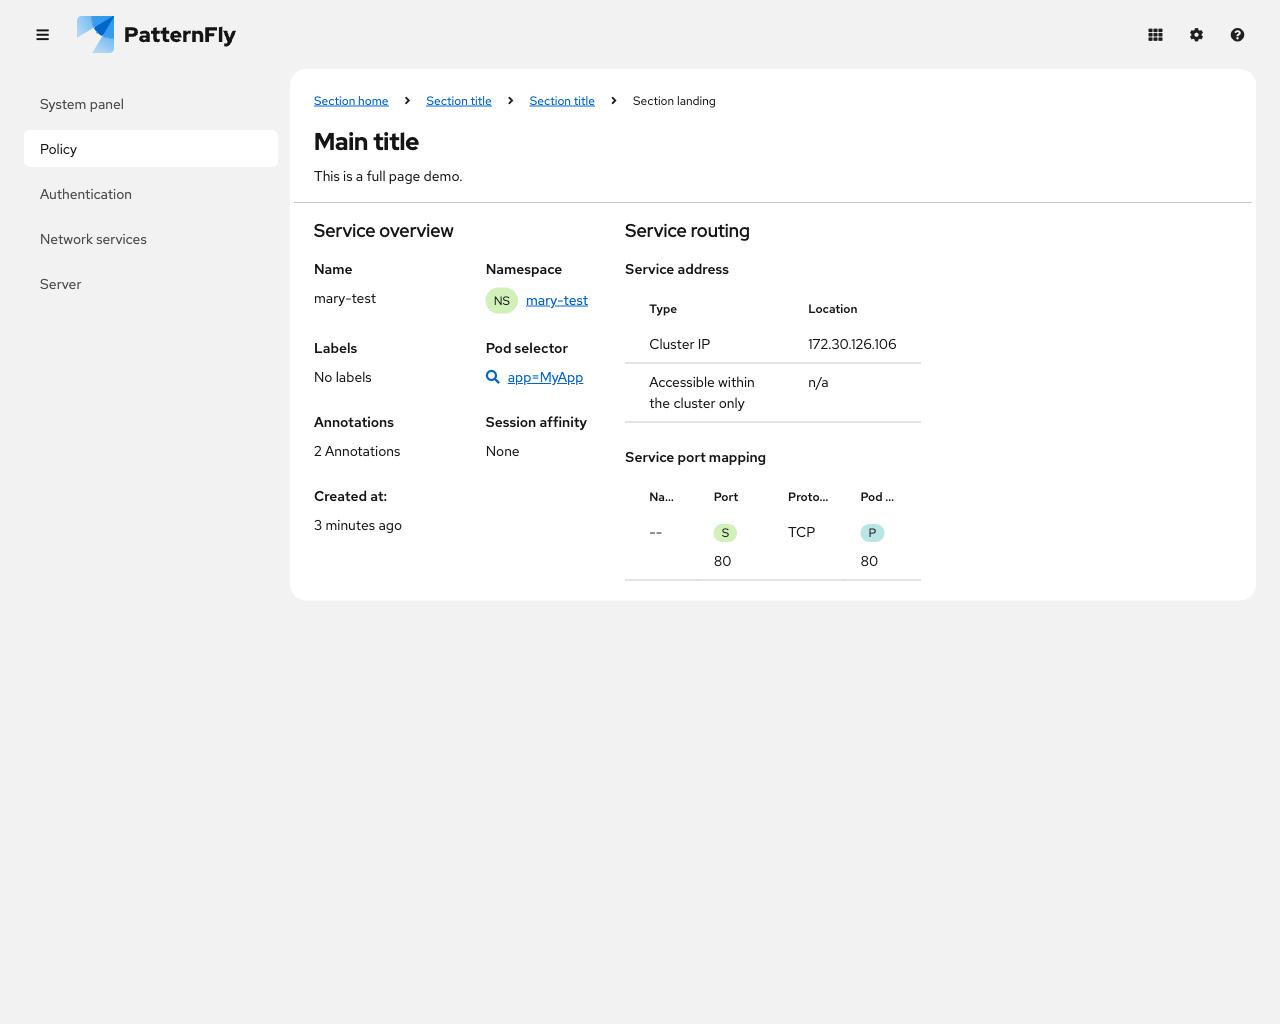 PatternFly
System panel
Policy
Authentication
Network services
Server
Section home Section title Section title Section landing
Main title
This is a full page demo.
Service overview
Name
mary-test
Namespace
NS mary-test
Labels
No labels
Pod selector
app=MyApp
Annotations
2 Annotations
Session affinity
None
Created at:
3 minutes ago
Service routing
Service address
Type Location
Cluster IP 172.30.126.106
Accessible within n/a
the cluster only
Service port mapping
Na... Port Proto... Pod ...
-- S TCP P
80 80